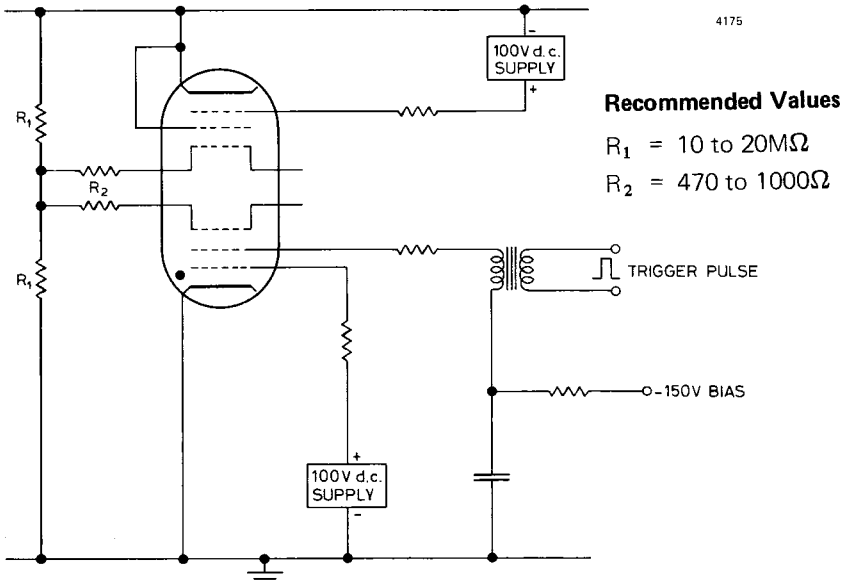 4175
100V d.c.
SUPPLY
-
+
Recommended Values
R₁ = 10 to 20MΩ
R₂ = 470 to 1000Ω
R₁
R₂
R₁
TRIGGER PULSE
-150V BIAS
+
100V d.c.
SUPPLY
-